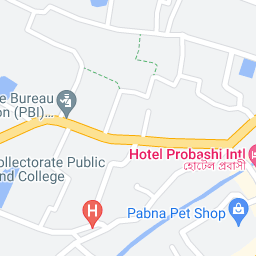 e Bureau
on (PBI)...
ollectorate Public
nd College
Hotel Probashi Intl
হোটেল প্রবাসী
H
Pabna Pet Shop